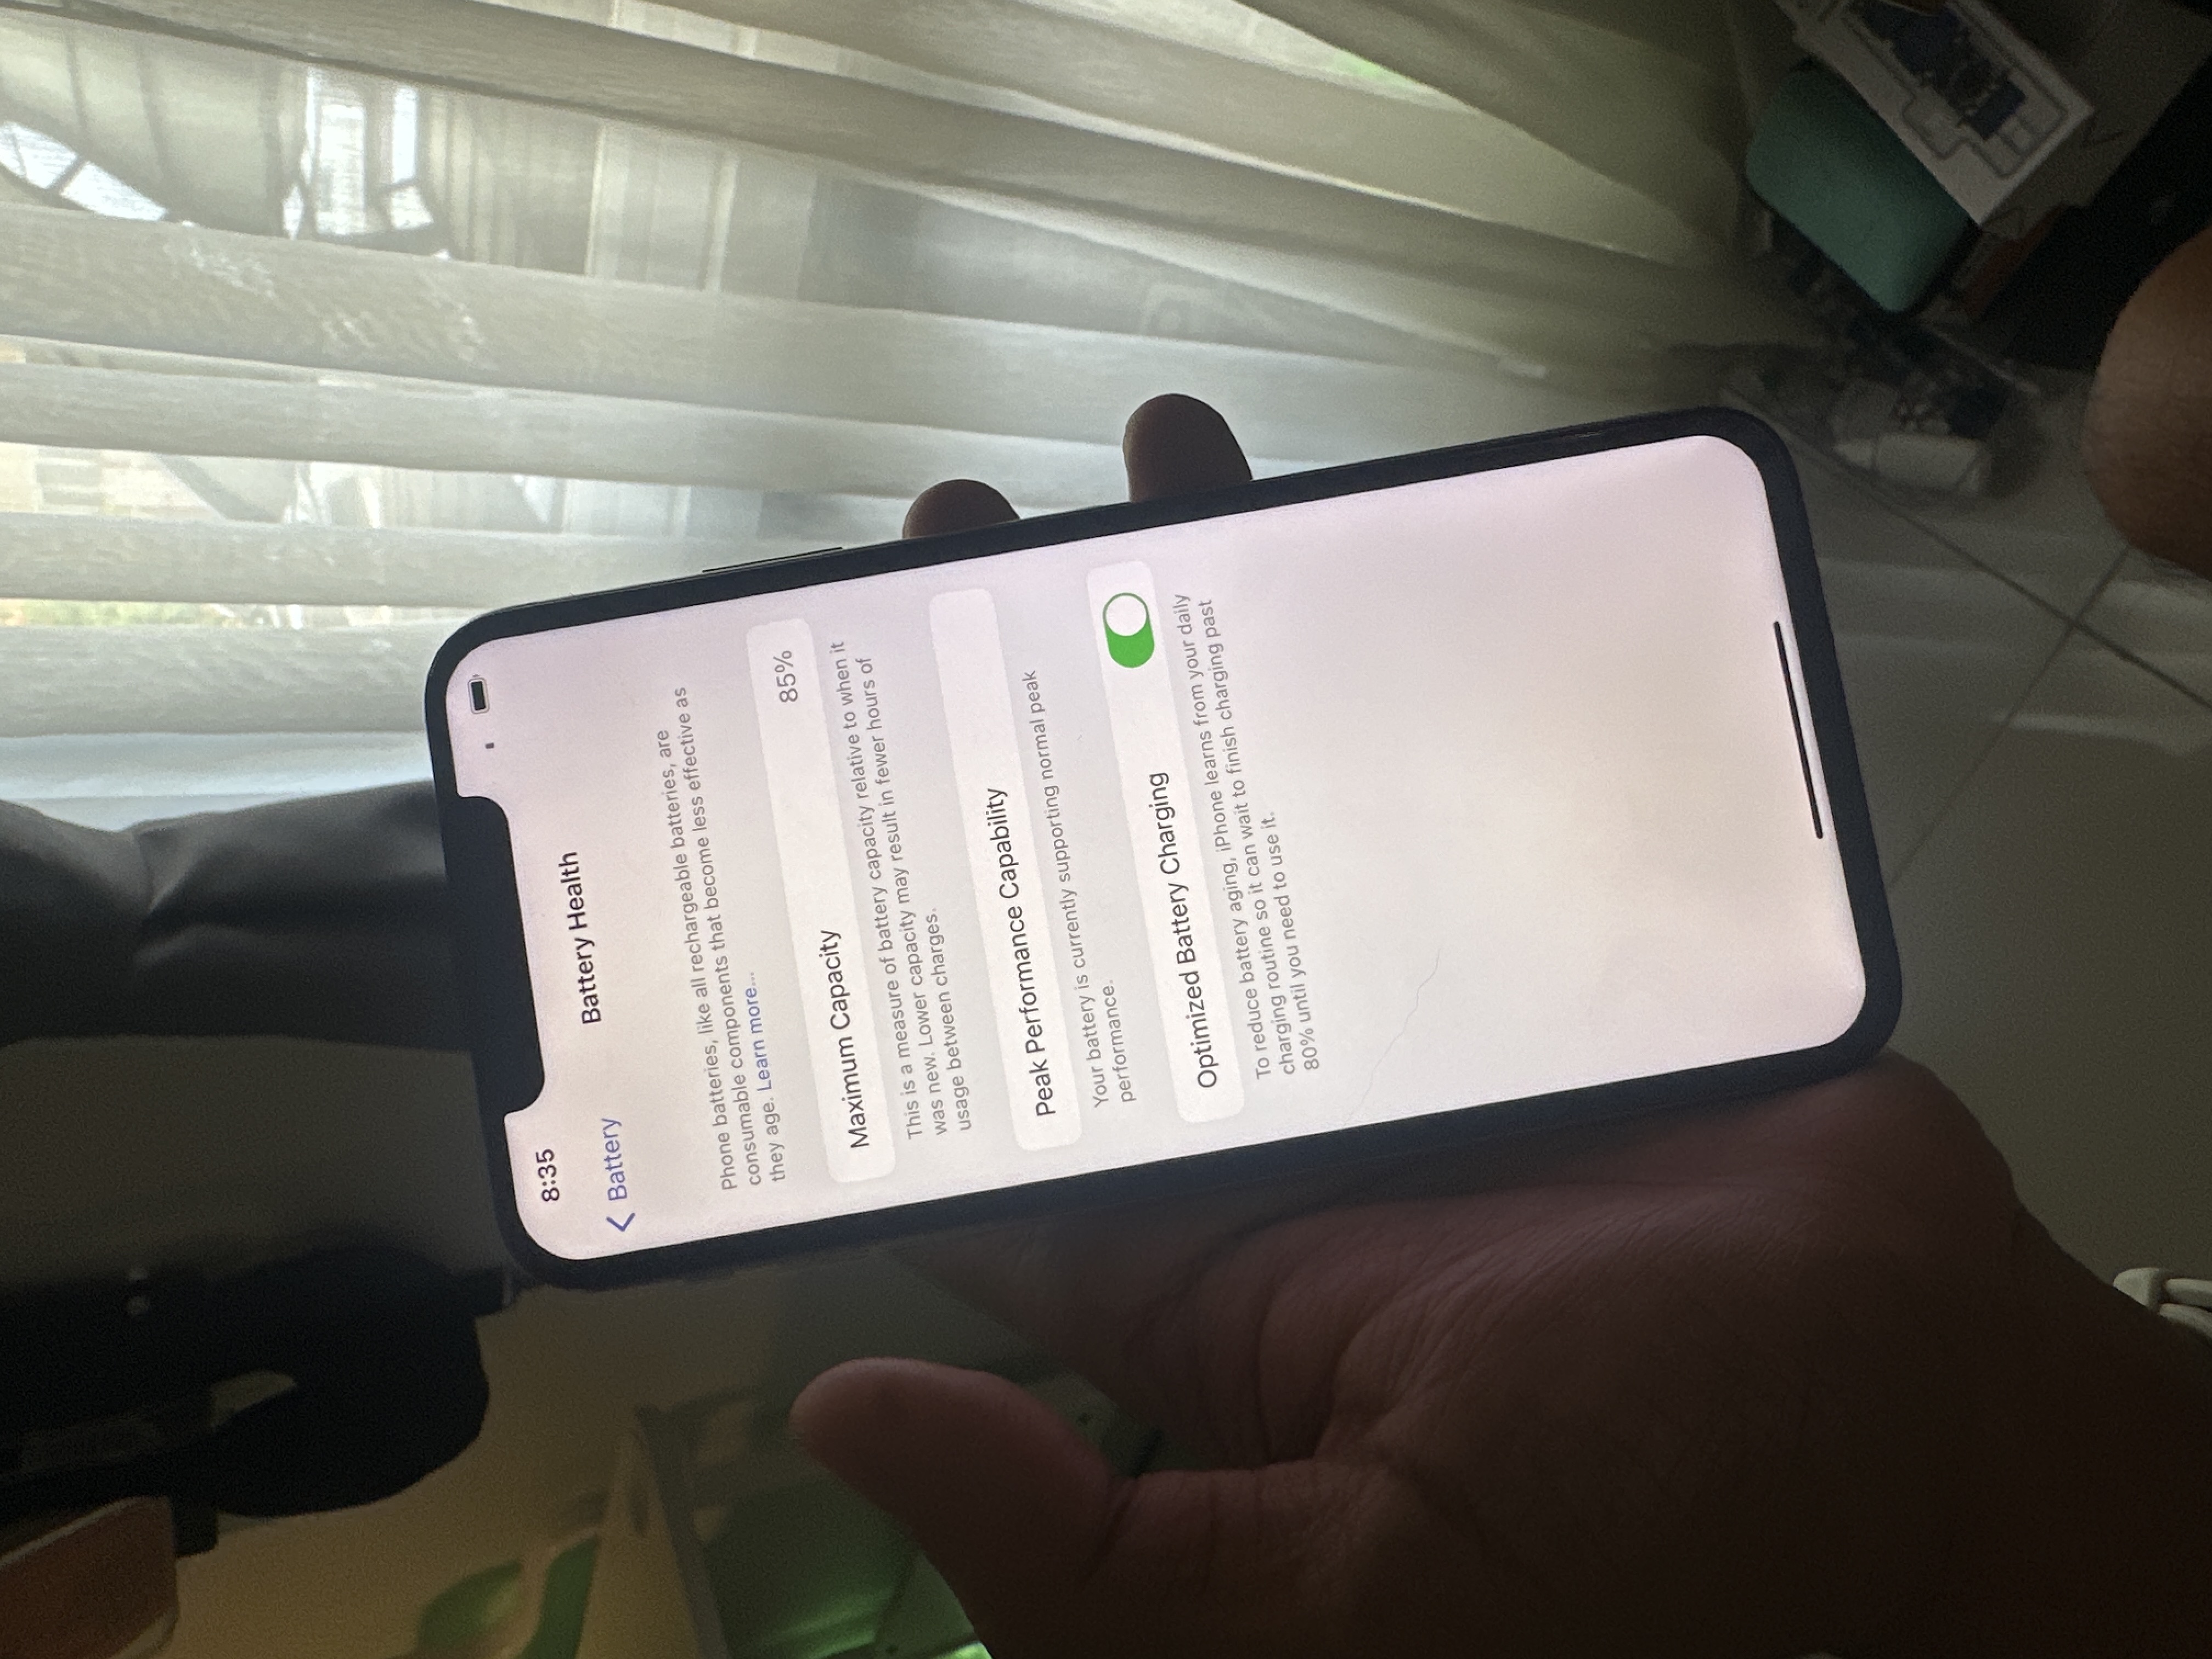 8:35
Battery
Battery Health
Phone batteries, like all rechargeable batteries, are
consumable components that become less effective as
they age. Learn more...
Maximum Capacity 85%
This is a measure of battery capacity relative to when it
was new. Lower capacity may result in fewer hours of
usage between charges.
Peak Performance Capability
Your battery is currently supporting normal peak
performance.
Optimized Battery Charging
To reduce battery aging, iPhone learns from your daily
charging routine so it can wait to finish charging past
80% until you need to use it.